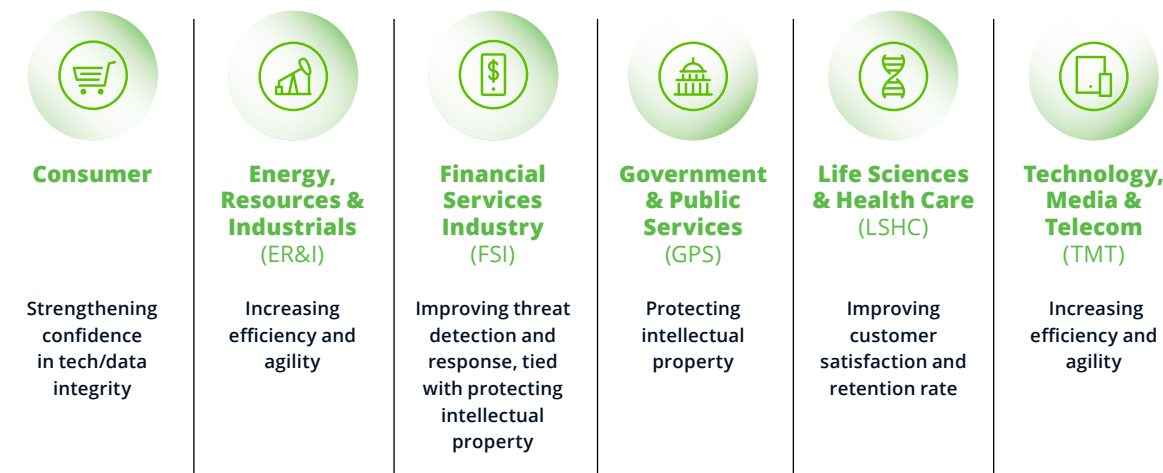 Consumer
Strengthening
confidence
in tech/data
integrity
Energy,
Resources &
Industrials
(ER&I)
Increasing
efficiency and
agility
$
Financial
Services
Industry
(FSI)
Improving threat
detection and
response, tied
with protecting
intellectual
property
Government
& Public
Services
(GPS)
Protecting
intellectual
property
Life Sciences
& Health Care
(LSHC)
Improving
customer
satisfaction and
retention rate
Technology,
Media &
Telecom
(TMT)
Increasing
efficiency and
agility